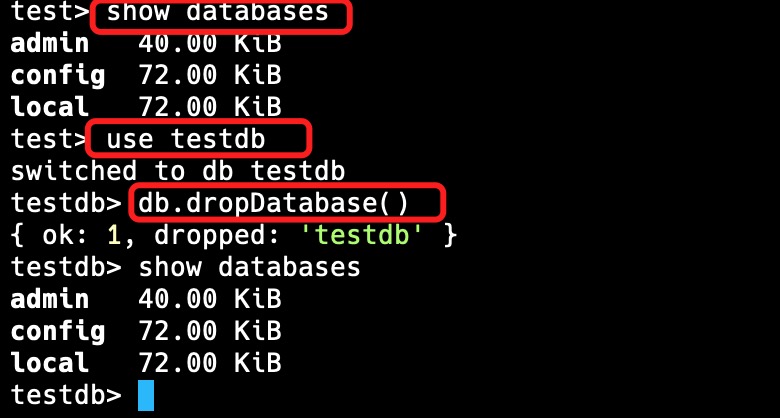 test> show databases
admin   40.00 KiB
config  72.00 KiB
local   72.00 KiB
test> use testdb
switched to db testdb
testdb> db.dropDatabase()
{ ok: 1, dropped: 'testdb' }
testdb> show databases
admin   40.00 KiB
config  72.00 KiB
local   72.00 KiB
testdb>